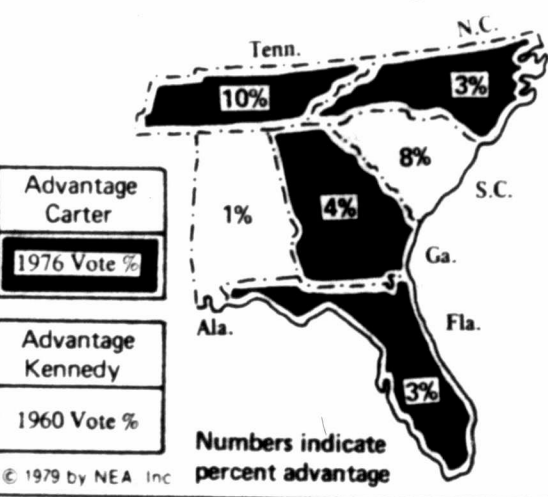 N.C.
Tenn.
10%
3%
8%
S.C.
1%
4%
Ga.
Ala.
Fla.
3%
Advantage
Carter
1976 Vote %
Advantage
Kennedy
1960 Vote %
© 1979 by NEA Inc
Numbers indicate
percent advantage